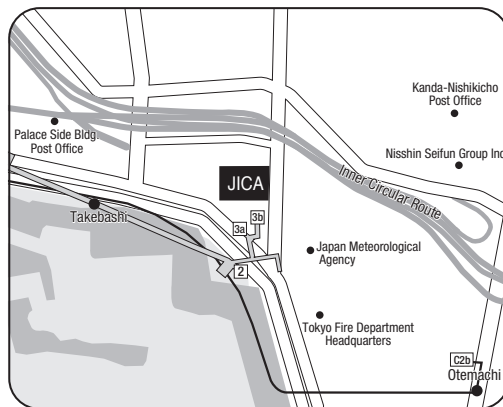 Kanda-Nishikicho
Post Office
Palace Side Bldg.
Post Office
Nisshin Seifun Group Inc
Inner Circular Route
JICA
Takebashi
3b
3a
2
Japan Meteorological
Agency
Tokyo Fire Department
Headquarters
C2b
Otemachi